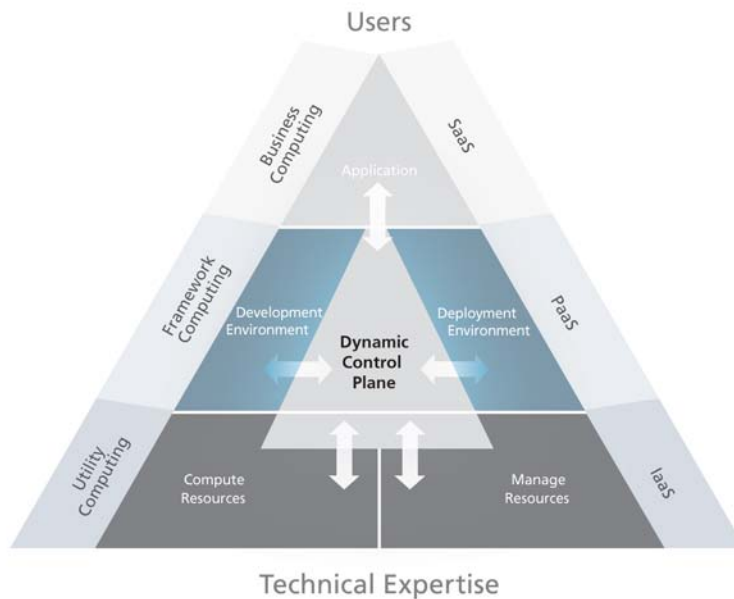 Users
Business
Computing
SaaS
Application
Framework
Computing
PaaS
Development
Environment
Deployment
Environment
Dynamic
Control
Plane
Utility
Computing
IaaS
Compute
Resources
Manage
Resources
Technical Expertise